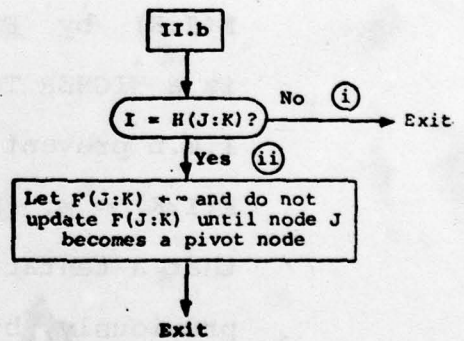 II.b
I = H(J:K)?
No (i)
Exit
Yes (ii)
Let F(J:K) ← ∞ and do not
update F(J:K) until node J
becomes a pivot node
Exit